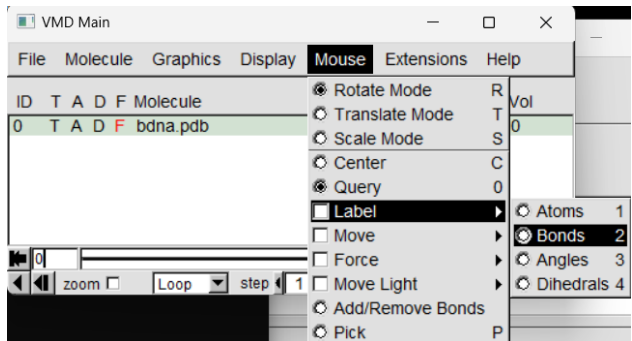 VMD Main
File Molecule Graphics Display Mouse Extensions Help
ID T A D F Molecule Vol
0 T A D F bdna.pdb 0
Rotate Mode R
Translate Mode T
Scale Mode S
Center C
Query 0
Label
Atoms 1
Move
Bonds 2
Force
Angles 3
Move Light
Dihedrals 4
Add/Remove Bonds
Pick P
0
zoom Loop step 1